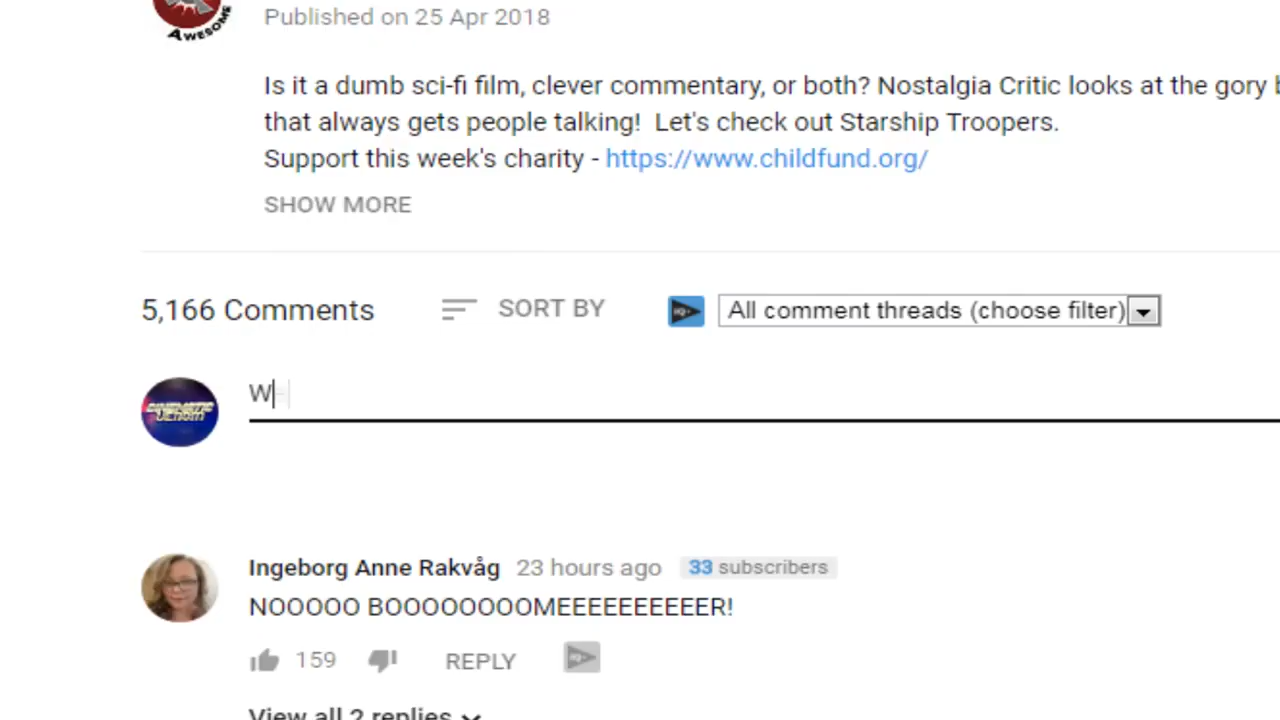 AWESOME
Published on 25 Apr 2018
Is it a dumb sci-fi film, clever commentary, or both? Nostalgia Critic looks at the gory
that always gets people talking!  Let's check out Starship Troopers.
Support this week's charity - https://www.childfund.org/
SHOW MORE
5,166 Comments
SORT BY
All comment threads (choose filter)
W
Ingeborg Anne Rakvåg 23 hours ago 33 subscribers
NOOOOO BOOOOOOOOMEEEEEEEEEER!
159
REPLY
View all 2 replies